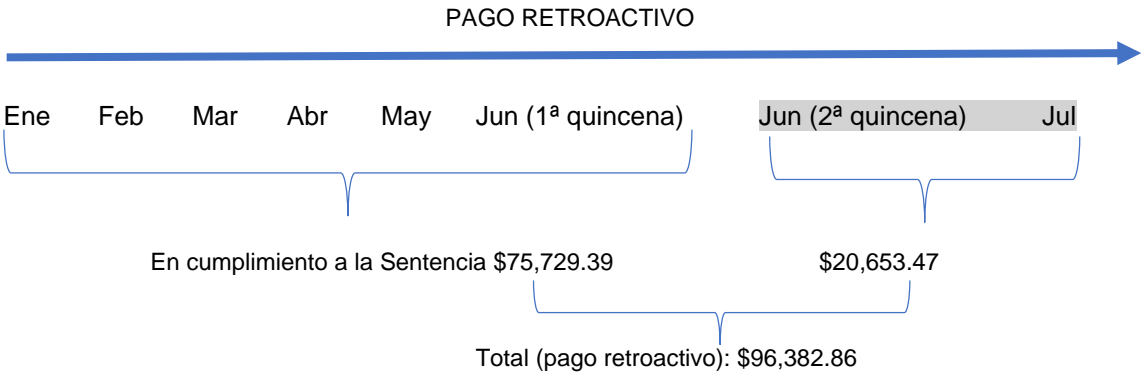 PAGO RETROACTIVO
Ene Feb Mar Abr May Jun (1ª quincena) Jun (2ª quincena) Jul
En cumplimiento a la Sentencia $75,729.39 $20,653.47
Total (pago retroactivo): $96,382.86